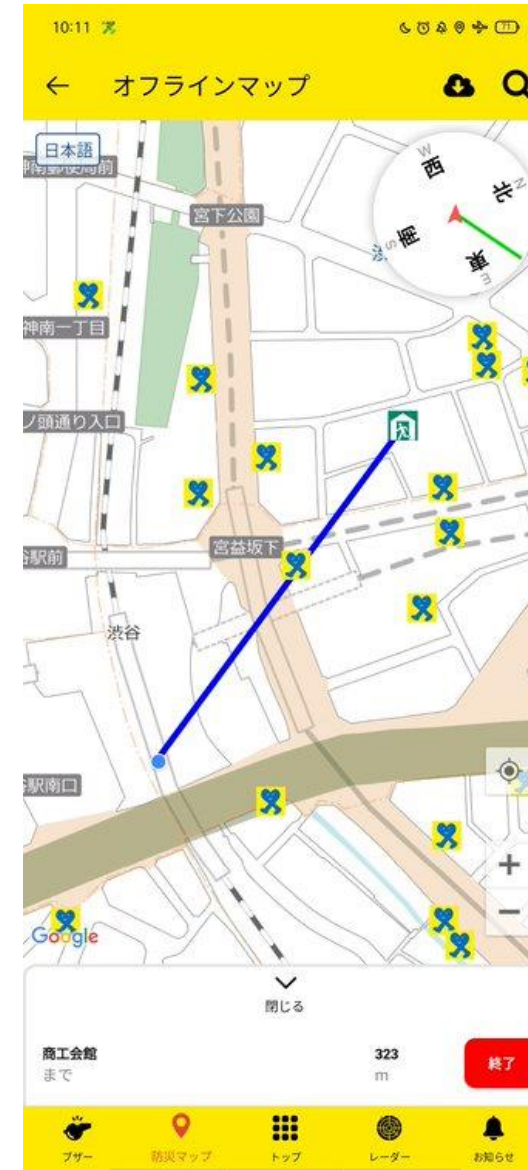 10:11
71
オフラインマップ
日本語
神南郵便局前
W
西
北
N
宮下公園
S
南
渋
東
E
神南一丁目
ノ頭通り入口
宮益坂下
谷駅前
渋谷
谷駅南口
Google
閉じる
商工会館
まで
323
m
終了
ブザー
防災マップ
トップ
レーダー
お知らせ